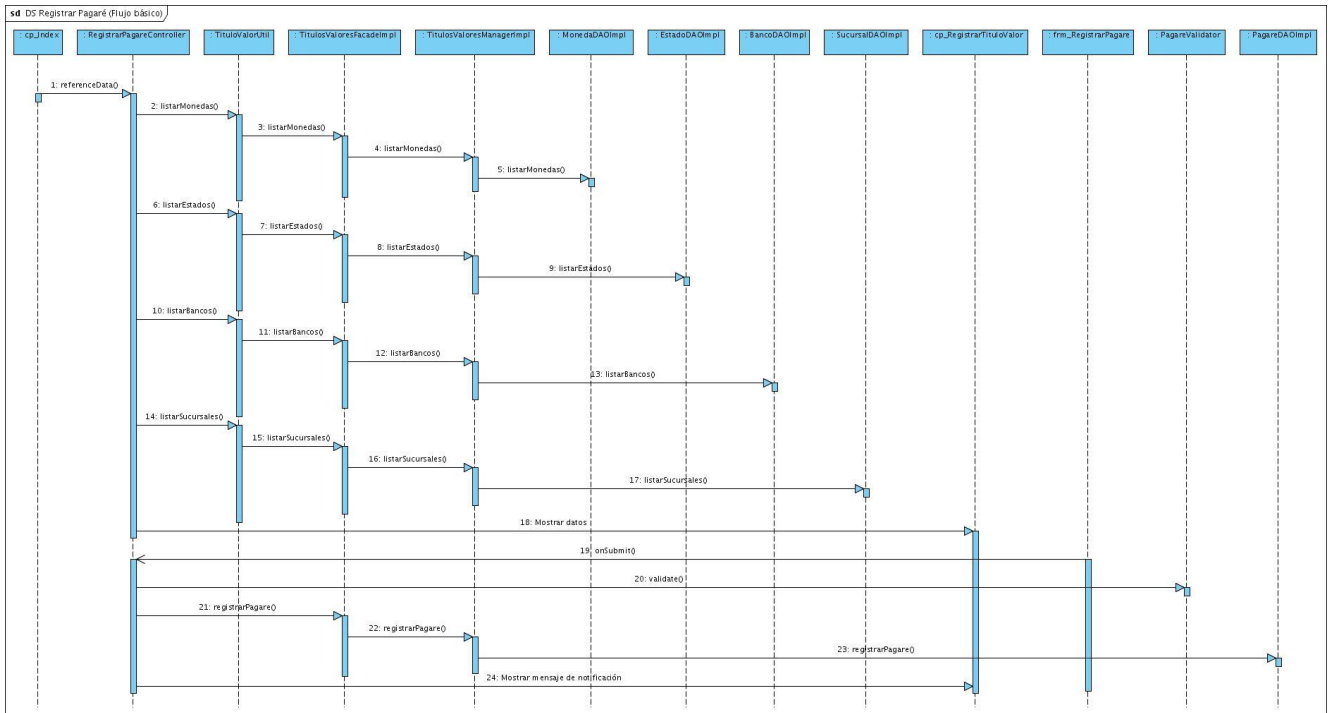 sd DS Registrar Pagaré (Flujo básico)
: cp_Index
: RegistrarPagareController
: TituloValorUtil
: TitulosValoresFacadeImpl
: TitulosValoresManagerImpl
: MonedaDAOImpl
: EstadoDAOImpl
: BancoDAOImpl
: SucursalDAOImpl
: cp_RegistrarTituloValor
: frm_RegistrarPagare
: PagareValidator
: PagareDAOImpl
1: referenceData()
2: listarMonedas()
3: listarMonedas()
4: listarMonedas()
5: listarMonedas()
6: listarEstados()
7: listarEstados()
8: listarEstados()
9: listarEstados()
10: listarBancos()
11: listarBancos()
12: listarBancos()
13: listarBancos()
14: listarSucursales()
15: listarSucursales()
16: listarSucursales()
17: listarSucursales()
18: Mostrar datos
19: onSubmit()
20: validate()
21: registrarPagare()
22: registrarPagare()
23: registrarPagare()
24: Mostrar mensaje de notificación